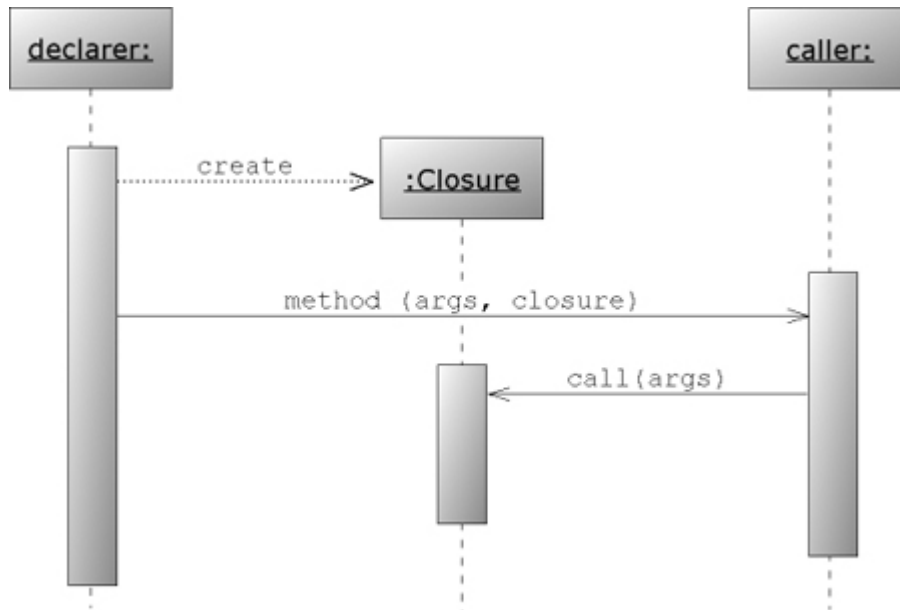 declarer:
caller:
create
:Closure
method (args, closure)
call(args)